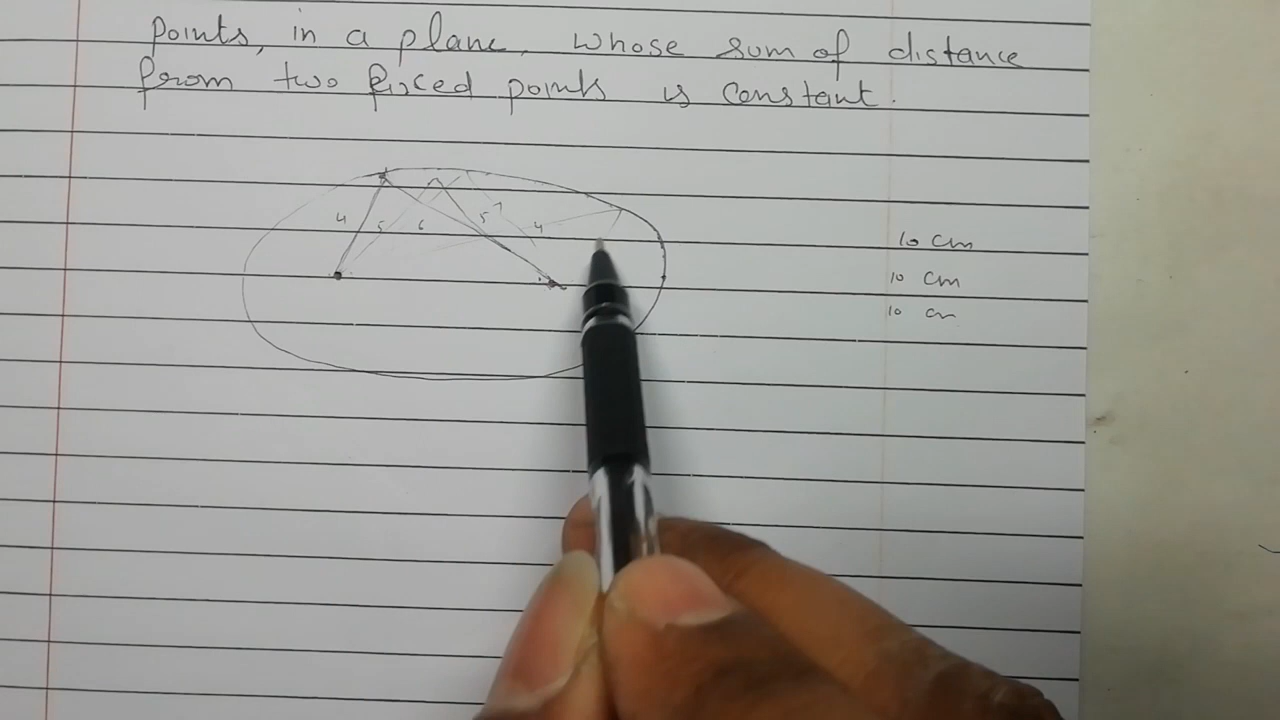 points, in a plane, whose sum of distance
from two fixed points is constant.
4 5 6 5 7 4
10 cm
10 cm
10 cm